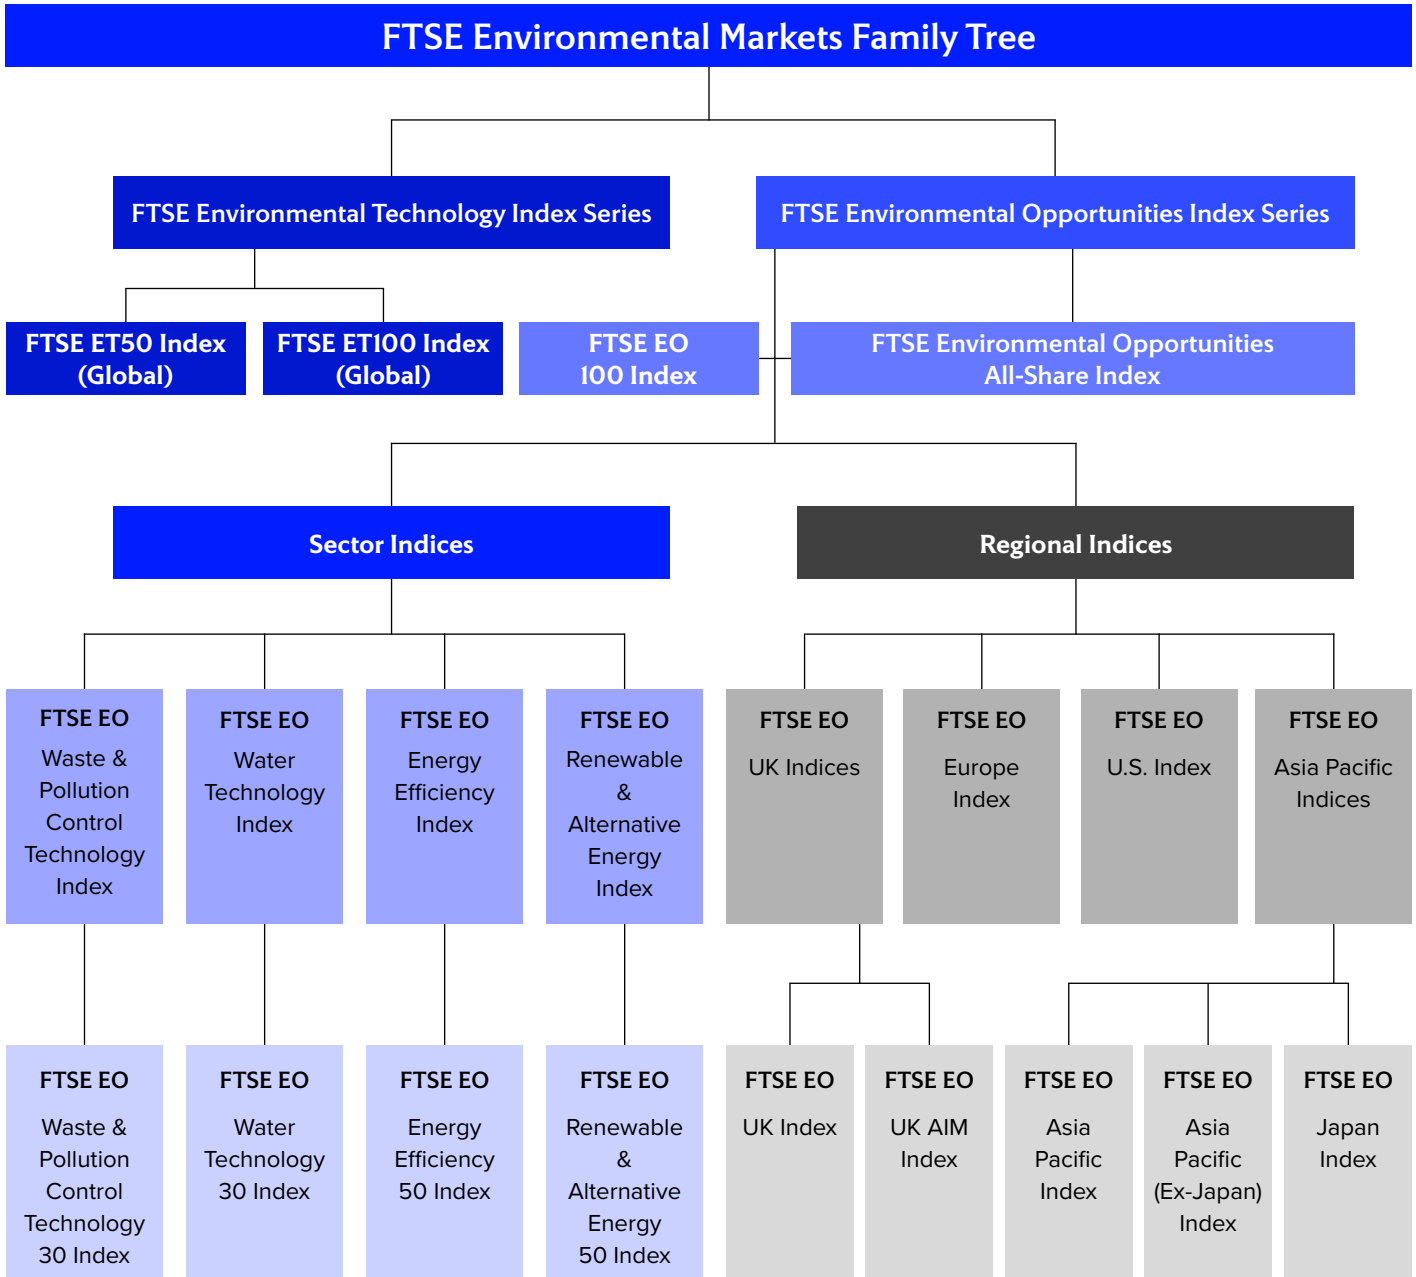 FTSE Environmental Markets Family Tree
FTSE Environmental Technology Index Series
FTSE Environmental Opportunities Index Series
FTSE ET50 Index
(Global)
FTSE ET100 Index
(Global)
FTSE EO
100 Index
FTSE Environmental Opportunities
All-Share Index
Sector Indices
Regional Indices
FTSE EO
Waste &
Pollution
Control
Technology
Index
FTSE EO
Water
Technology
Index
FTSE EO
Energy
Efficiency
Index
FTSE EO
Renewable
&
Alternative
Energy
Index
FTSE EO
UK Indices
FTSE EO
Europe
Index
FTSE EO
U.S. Index
FTSE EO
Asia Pacific
Indices
FTSE EO
Waste &
Pollution
Control
Technology
30 Index
FTSE EO
Water
Technology
30 Index
FTSE EO
Energy
Efficiency
50 Index
FTSE EO
Renewable
&
Alternative
Energy
50 Index
FTSE EO
UK Index
FTSE EO
UK AIM
Index
FTSE EO
Asia
Pacific
Index
FTSE EO
Asia
Pacific
(Ex-Japan)
Index
FTSE EO
Japan
Index